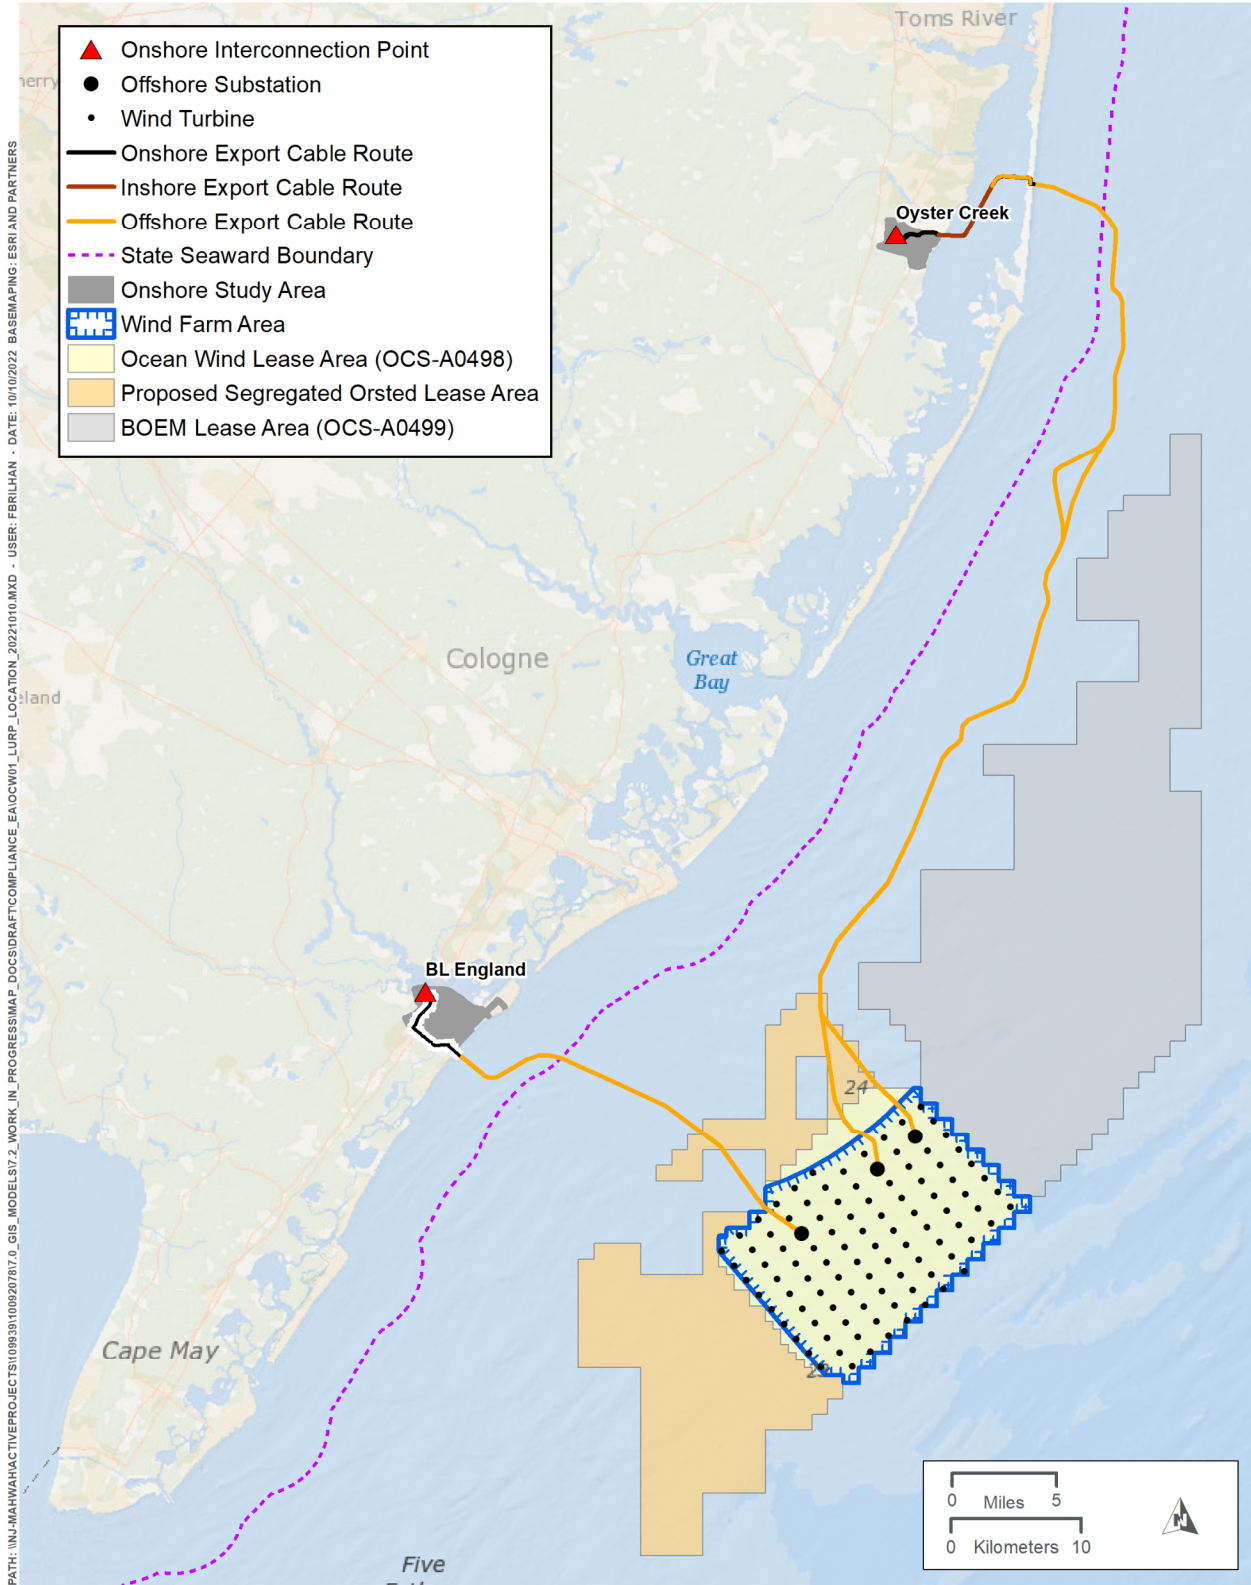 Toms River
Onshore Interconnection Point
Offshore Substation
Wind Turbine
Onshore Export Cable Route
Inshore Export Cable Route
Offshore Export Cable Route
State Seaward Boundary
Onshore Study Area
Wind Farm Area
Ocean Wind Lease Area (OCS-A0498)
Proposed Segregated Orsted Lease Area
BOEM Lease Area (OCS-A0499)
herry
Oyster Creek
Cologne
Great
Bay
eland
BL England
24
Cape May
0 Miles 5
0 Kilometers 10
N
Five
PATH: \\NJ-MAHWAH\ACTIVEPROJECTS\109939\10092078\7.0_GIS_MODELS\7.2_WORK_IN_PROGRESS\MAP_DOCS\DRAFT\COMPLIANCE_EA\OCW01_LURP_LOCATION_20221010.MXD - USER: FBRILHAN - DATE: 10/10/2022 BASEMAPING: ESRI AND PARTNERS